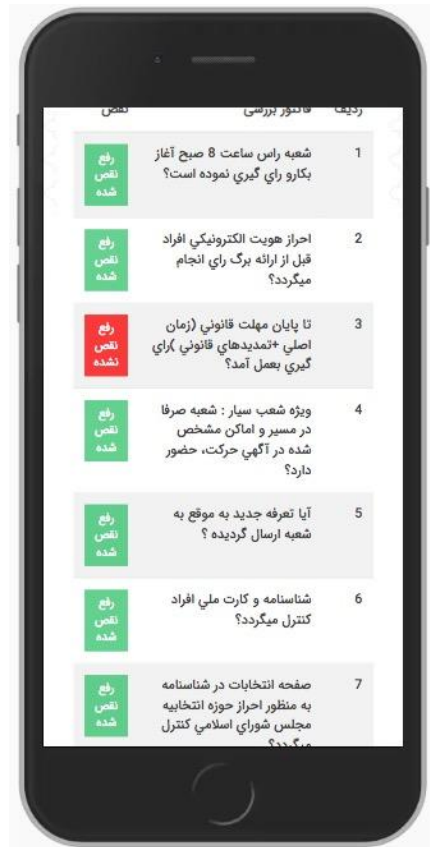 ردیف	فاکتور بررسی	نقص
1	شعبه راس ساعت 8 صبح آغاز	رفع
بکارو راي گيري نموده است؟	نقص
شده
2	احراز هويت الکترونيکي افراد	رفع
قبل از ارائه برگ راي انجام	نقص
ميگردد؟	شده
3	تا پايان مهلت قانوني (زمان	رفع
اصلي +تمديدهاي قانوني )راي	نقص
گيري بعمل آمد؟	نشده
4	ويژه شعب سيار : شعبه صرفا	رفع
در مسير و اماکن مشخص	نقص
شده در آگهي حرکت، حضور	شده
دارد؟
5	آيا تعرفه جديد به موقع به	رفع
شعبه ارسال گرديده ؟	نقص
شده
6	شناسنامه و کارت ملي افراد	رفع
کنترل ميگردد؟	نقص
شده
7	صفحه انتخابات در شناسنامه	رفع
به منظور احراز حوزه انتخابيه	نقص
مجلس شوراي اسلامي کنترل	شده
ميگردد؟